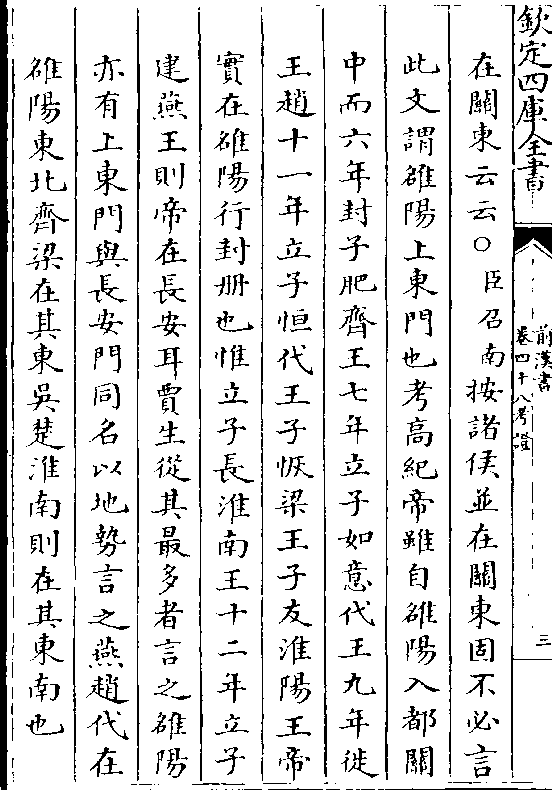 欽定四庫全書
前漢書
卷四十八考證
三
在關東云云○臣召南按諸侯並在關東固不必言
此文謂雒陽上東門也考高紀帝雖自雒陽入都關
中而六年封子肥齊王七年立子如意代王九年徙
王趙十一年立子恒代王子恢梁王子友淮陽王帝
實在雒陽行封册也惟立子長淮南王十二年立子
建燕王則帝在長安耳賈生從其最多者言之雒陽
亦有上東門與長安門同名以地勢言之燕趙代在
雒陽東北齊梁在其東吳楚淮南則在其東南也